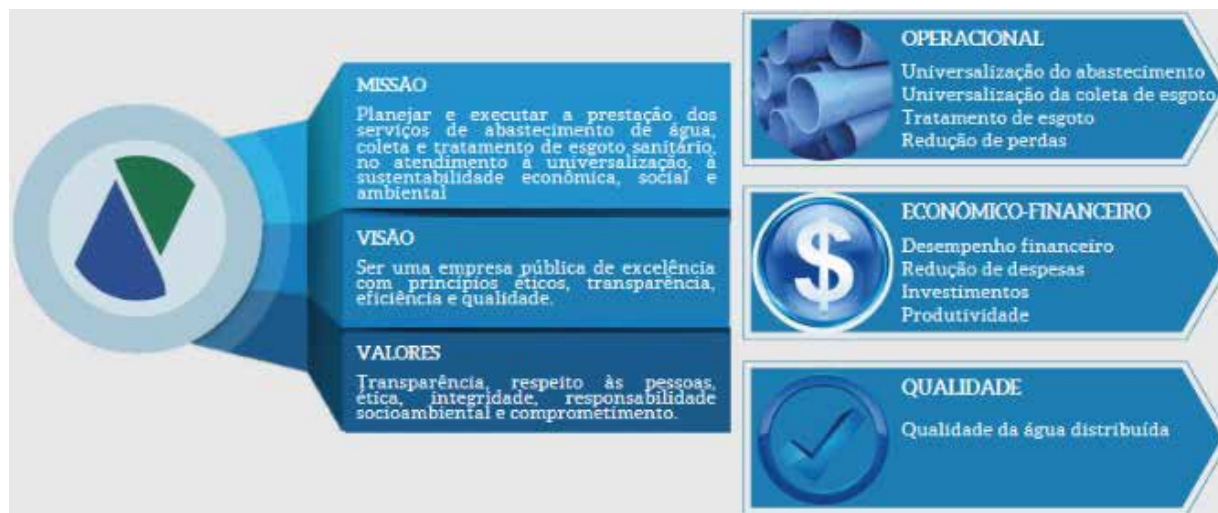 MISSÃO
Planejar e executar a prestação dos
serviços de abastecimento de água,
coleta e tratamento de esgoto sanitário,
no atendimento à universalização, à
sustentabilidade econômica, social e
ambiental
VISÃO
Ser uma empresa pública de excelência
com princípios éticos, transparência,
eficiência e qualidade.
VALORES
Transparência, respeito às pessoas,
ética, integridade, responsabilidade
socioambiental e comprometimento.
OPERACIONAL
Universalização do abastecimento
Universalização da coleta de esgoto
Tratamento de esgoto
Redução de perdas
$
ECONÔMICO-FINANCEIRO
Desempenho financeiro
Redução de despesas
Investimentos
Produtividade
QUALIDADE
Qualidade da água distribuída